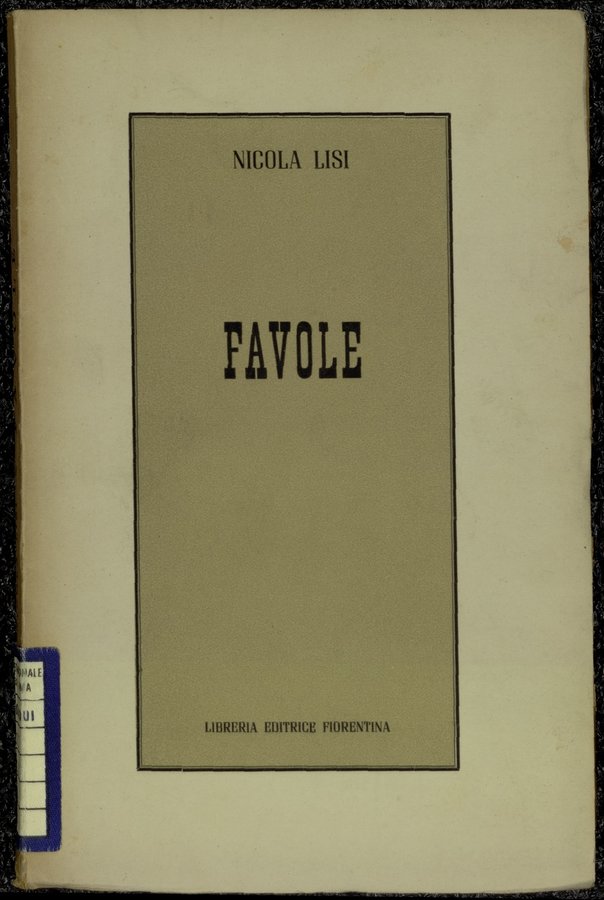 NICOLA LISI
FAVOLE
LIBRERIA EDITRICE FIORENTINA